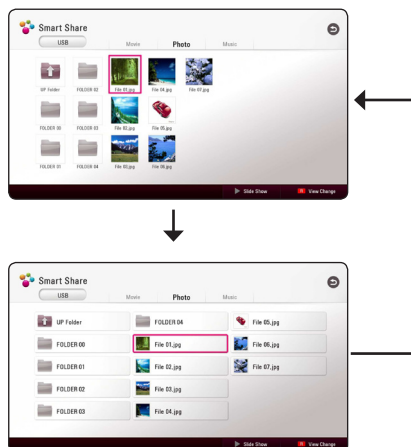 Smart Share
USB Movie Photo Music
UP Folder FOLDER 02 File 01.jpg File 04.jpg File 07.jpg
FOLDER 00 FOLDER 03 File 02.jpg File 05.jpg
FOLDER 01 FOLDER 04 File 03.jpg File 06.jpg
Slide Show View Change
Smart Share
USB Movie Photo Music
UP Folder FOLDER 04 File 05.jpg
FOLDER 00 File 01.jpg File 06.jpg
FOLDER 01 File 02.jpg File 07.jpg
FOLDER 02 File 03.jpg
FOLDER 03 File 04.jpg
Slide Show View Change